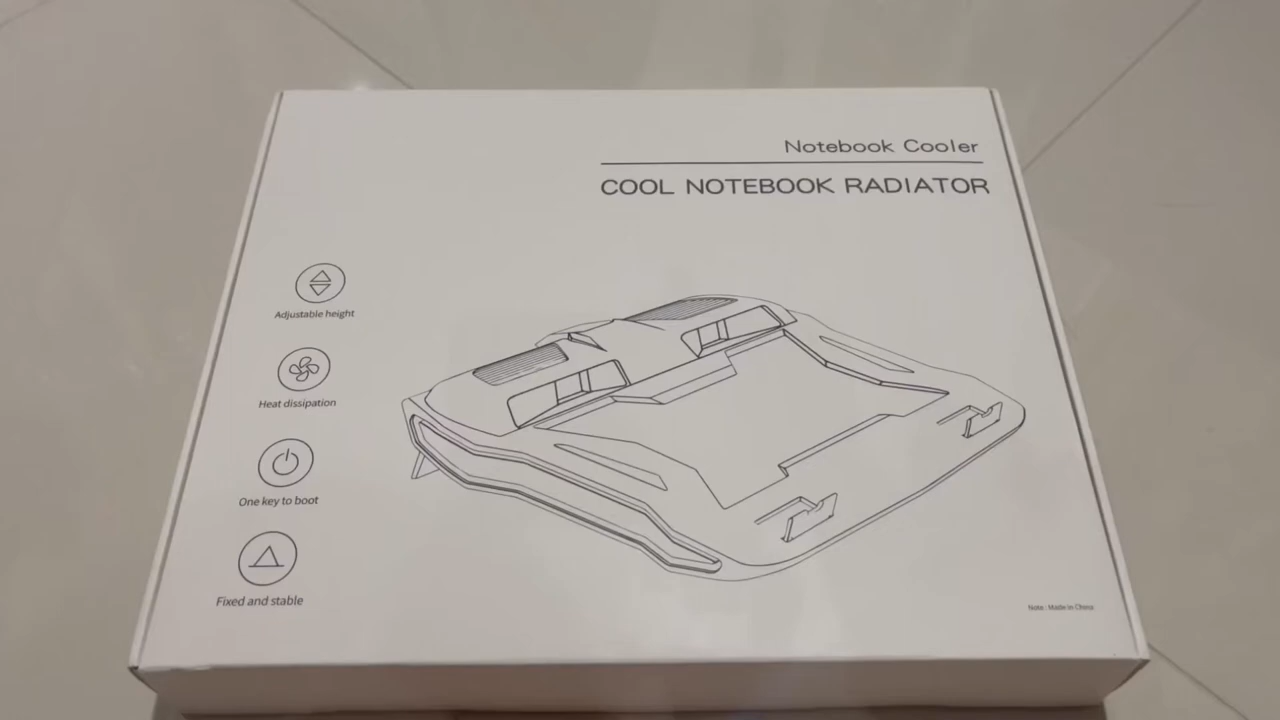 Notebook Cooler
COOL NOTEBOOK RADIATOR
Adjustable height
Heat dissipation
One key to boot
Fixed and stable
Note : Made in China